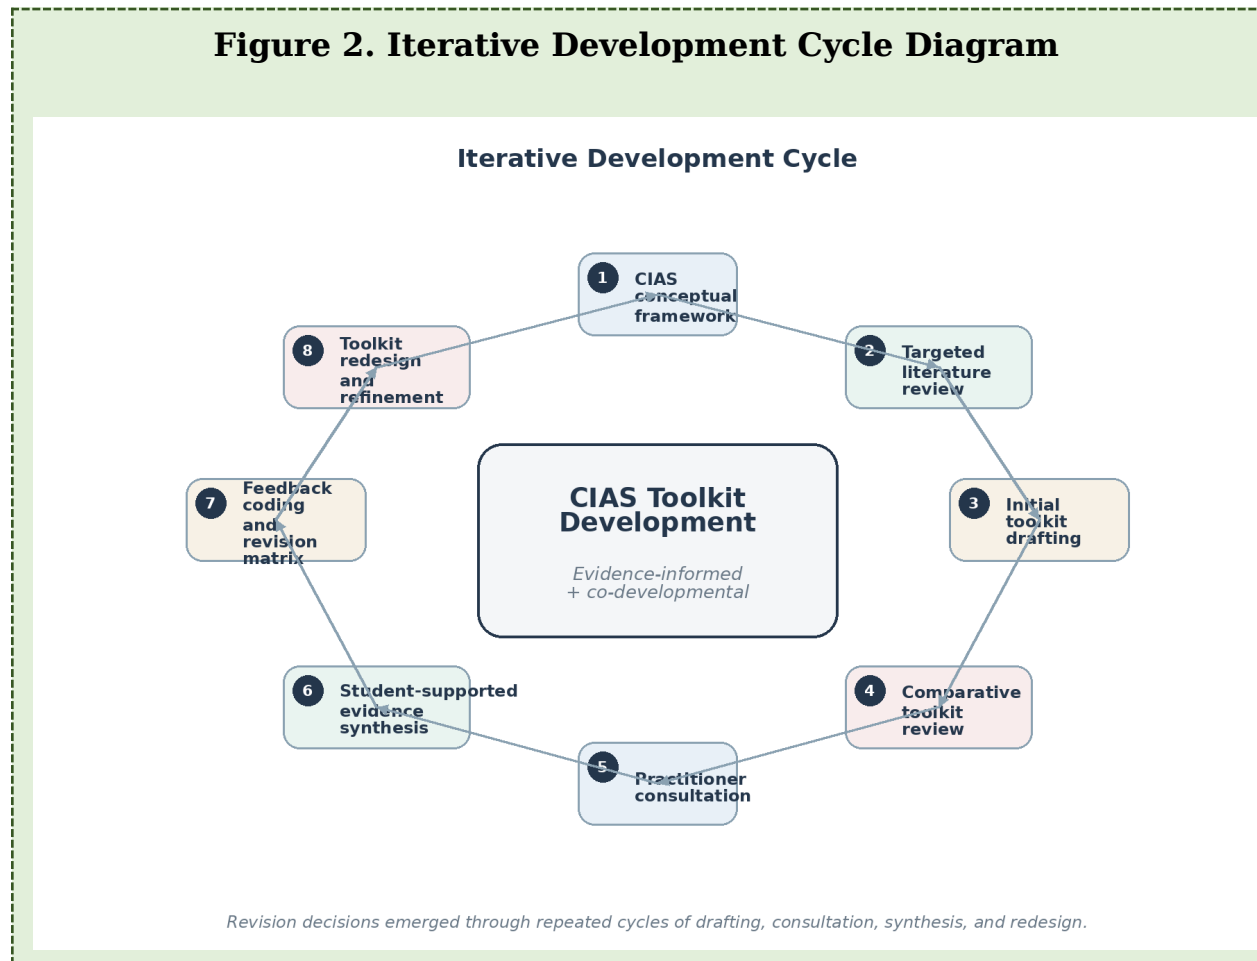 Figure 2. Iterative Development Cycle Diagram
Iterative Development Cycle
1
CIAS
conceptual
framework
2
Targeted
literature
review
3
Initial
toolkit
drafting
4
Comparative
toolkit
review
5
Practitioner
consultation
6
Student-supported
evidence
synthesis
7
Feedback
coding
and
revision
matrix
8
Toolkit
redesign
and
refinement
CIAS Toolkit
Development
Evidence-informed
+ co-developmental
Revision decisions emerged through repeated cycles of drafting, consultation, synthesis, and redesign.